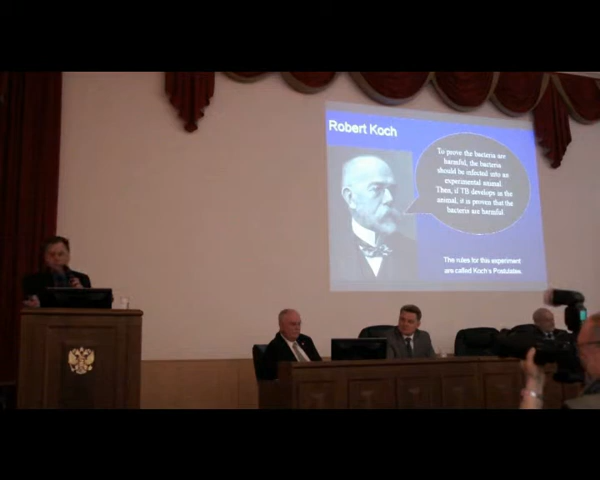 Robert Koch
To prove the bacteria are
harmful, the bacteria
should be infected into an
experimental animal.
Then, if TB develops in the
animal, it is proven that the
bacteria are harmful
The rules for this experiment
are called Koch's Postulates.